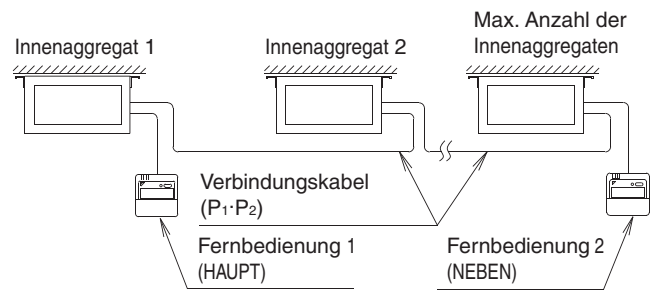 Innenaggregat 1
Innenaggregat 2
Max. Anzahl der
Innenaggregaten
Verbindungskabel
(P₁·P₂)
Fernbedienung 1
(HAUPT)
Fernbedienung 2
(NEBEN)